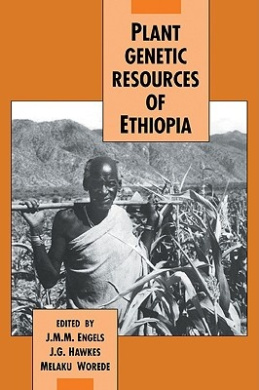 PLANT
GENETIC
RESOURCES
OF
ETHIOPIA
EDITED BY
J.M.M. ENGELS
J.G. HAWKES
MELAKU WOREDE